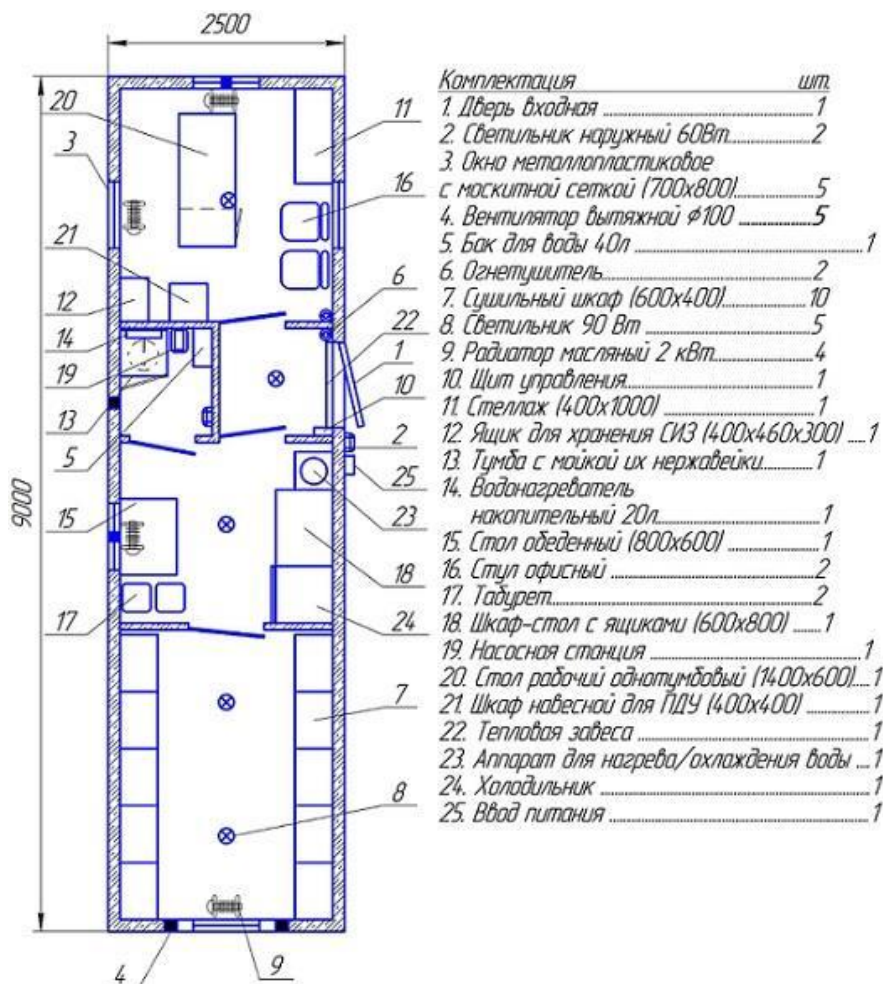 2500
9000
20
3
21
12
14
19
13
5
15
17
4
9
11
16
6
22
1
10
2
25
23
18
24
7
8
Комплектация шт.
1. Дверь входная 1
2. Светильник наружный 60Вт 2
3. Окно металлопластиковое
с москитной сеткой (700х800) 5
4. Вентилятор вытяжной ϕ100 5
5. Бак для воды 40л 1
6. Огнетушитель 2
7. Сушильный шкаф (600х400) 10
8. Светильник 90 Вт 5
9. Радиатор масляный 2 кВт 4
10. Щит управления 1
11. Стеллаж (400х1000) 1
12. Ящик для хранения СИЗ (400х460х300) 1
13. Тумба с мойкой их нержавейки 1
14. Водонагреватель
накопительный 20л 1
15. Стол обеденный (800х600) 1
16. Стул офисный 2
17. Табурет 2
18. Шкаф-стол с ящиками (600х800) 1
19. Насосная станция 1
20. Стол рабочий однотумбовый (1400х600) 1
21. Шкаф навесной для ПДУ (400х400) 1
22. Тепловая завеса 1
23. Аппарат для нагрева/охлаждения воды 1
24. Холодильник 1
25. Ввод питания 1